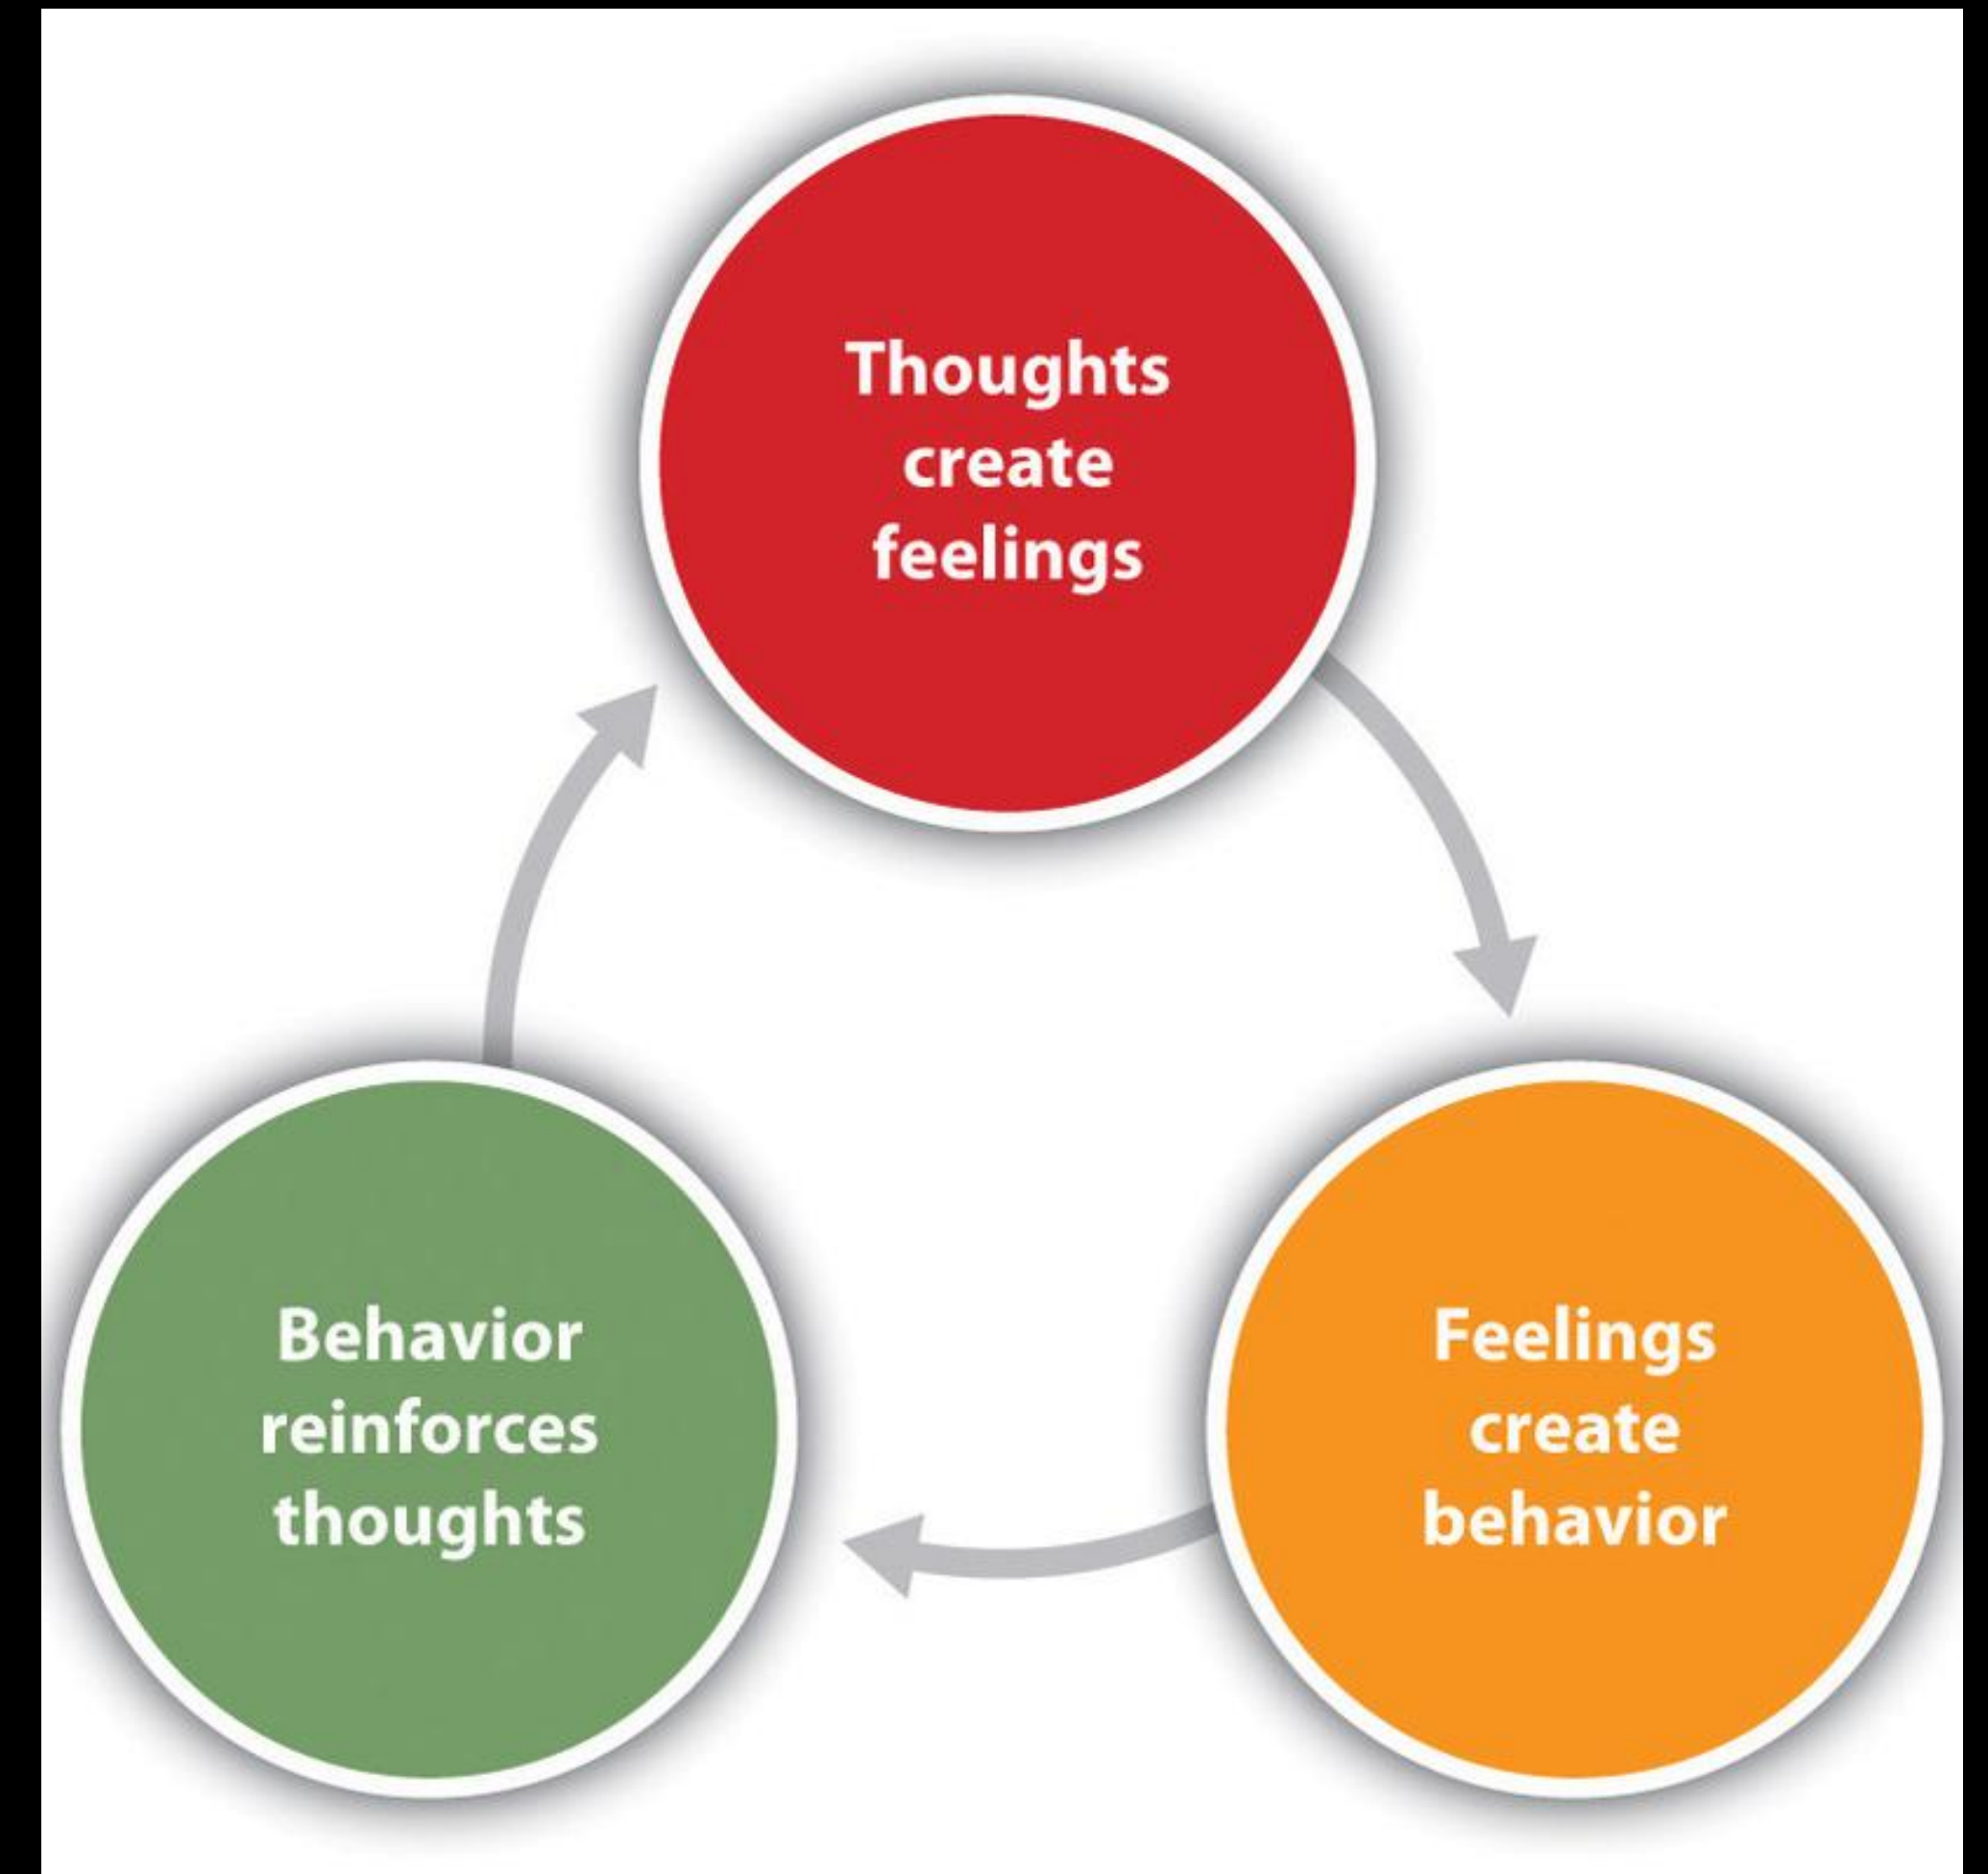 Thoughts
create
feelings
Feelings
create
behavior
Behavior
reinforces
thoughts